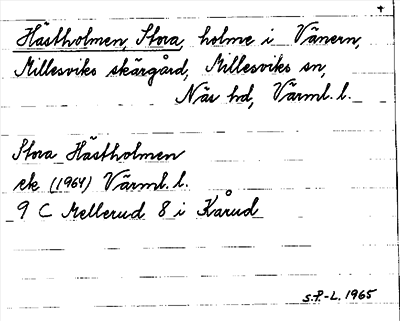 +
Hästholmen, Stora, holme i Vänern,
Millesviks skärgård, Millesviks sn,
Näs hd, Värml. l.
Stora Hästholmen
ek (1964) Värml. l.
9 C Mellerud 8 i Kårud
S.P.-L. 1965